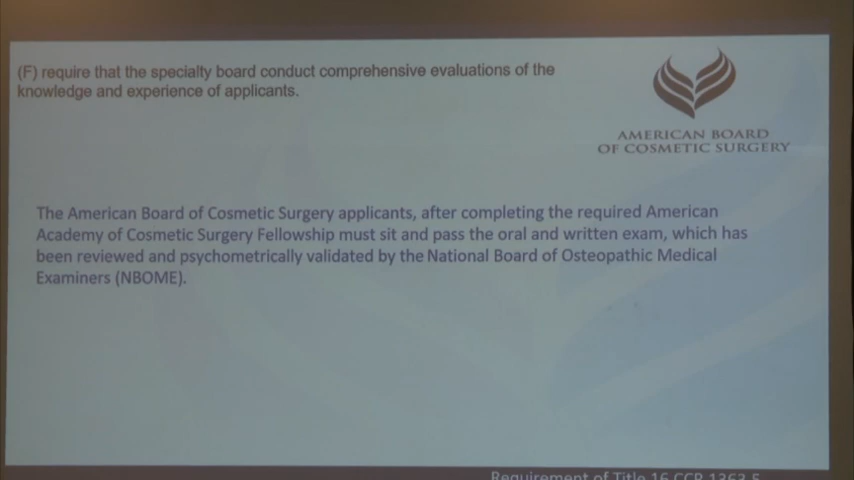 (F) require that the specialty board conduct comprehensive evaluations of the
knowledge and experience of applicants.
AMERICAN BOARD
OF COSMETIC SURGERY
The American Board of Cosmetic Surgery applicants, after completing the required American
Academy of Cosmetic Surgery Fellowship must sit and pass the oral and written exam, which has
been reviewed and psychometrically validated by the National Board of Osteopathic Medical
Examiners (NBOME).
Requirement of Title 16 CCR 1363.5